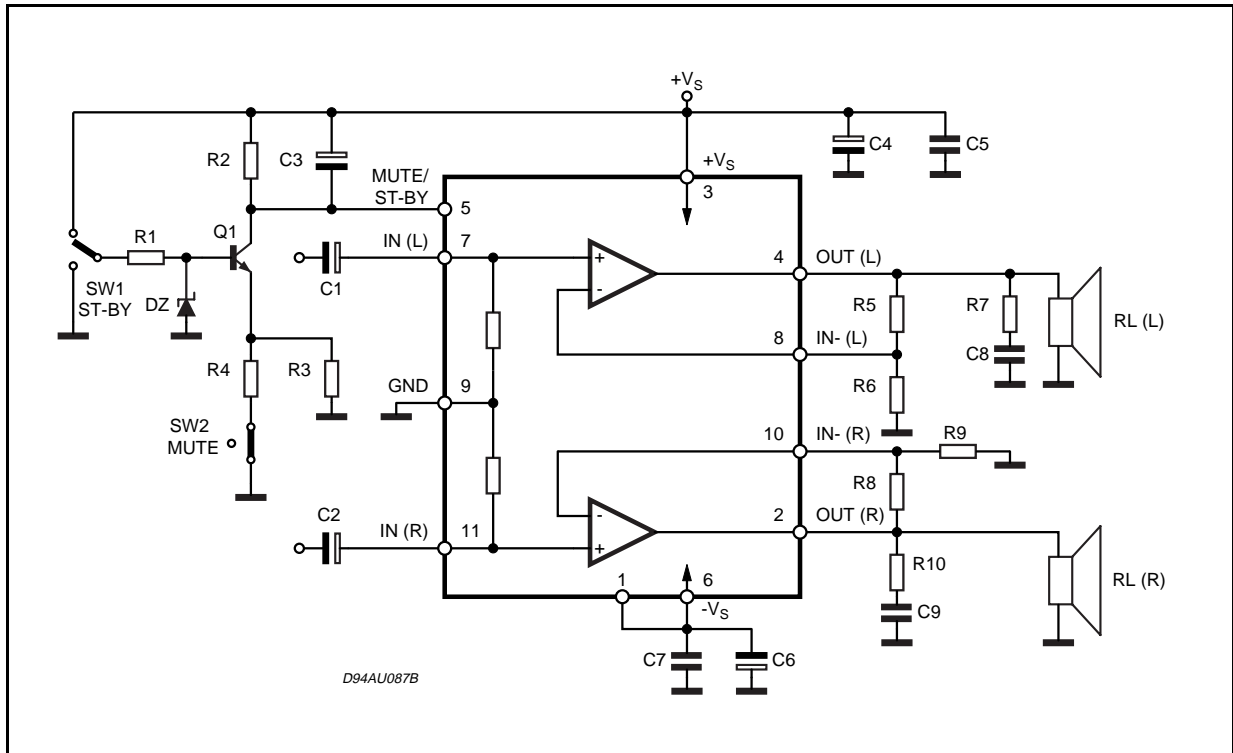 +VS
R2
C3
C4
C5
MUTE/
ST-BY
+VS
3
5
R1
Q1
IN (L)
7
C1
SW1
ST-BY
DZ
+
-
4
OUT (L)
R5
R7
RL (L)
8
IN- (L)
C8
R4
R3
GND
9
R6
SW2
MUTE
10
IN- (R)
R9
R8
C2
IN (R)
11
-
+
2
OUT (R)
R10
RL (R)
1
6
-VS
C9
C7
C6
D94AU087B